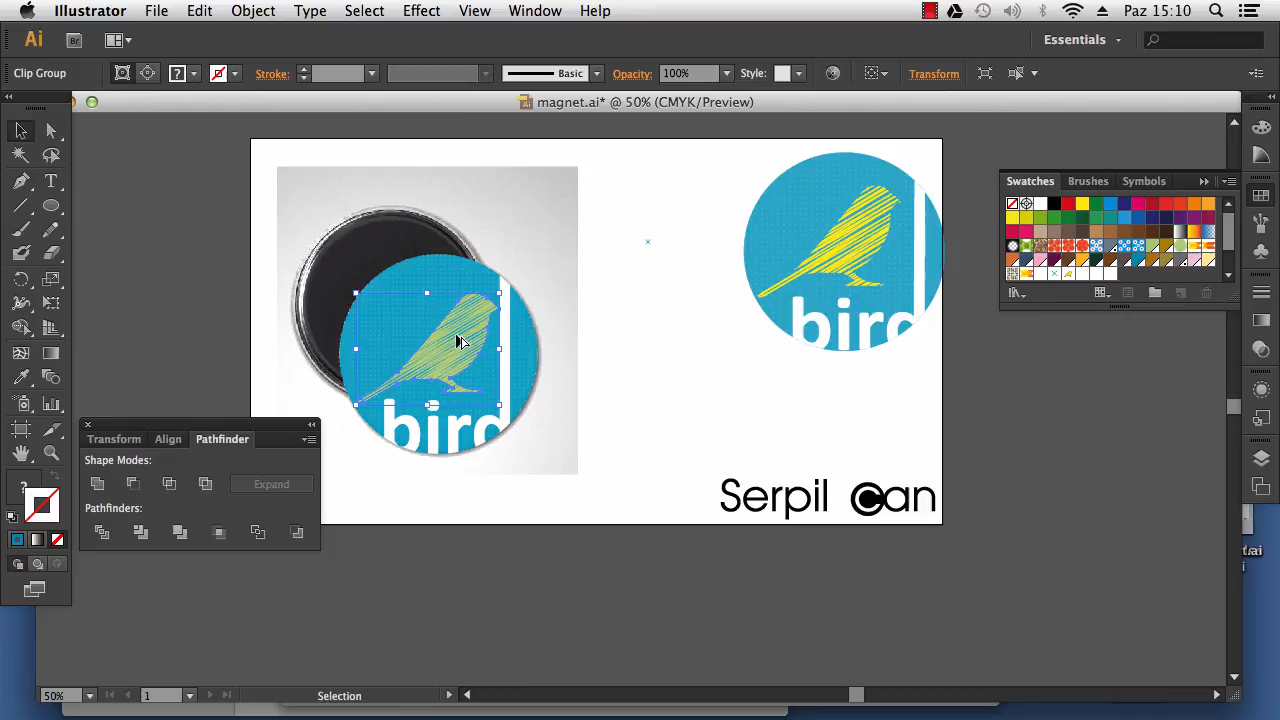 Illustrator File Edit Object Type Select Effect View Window Help Paz 15:10
Ai Br Essentials
Clip Group ? Stroke: Basic Opacity: 100% Style: Transform
magnet.ai* @ 50% (CMYK/Preview)
Swatches Brushes Symbols
bird
bird
Transform Align Pathfinder
Shape Modes:
Expand
Pathfinders:
?
Serpil Can
50% 1 Selection